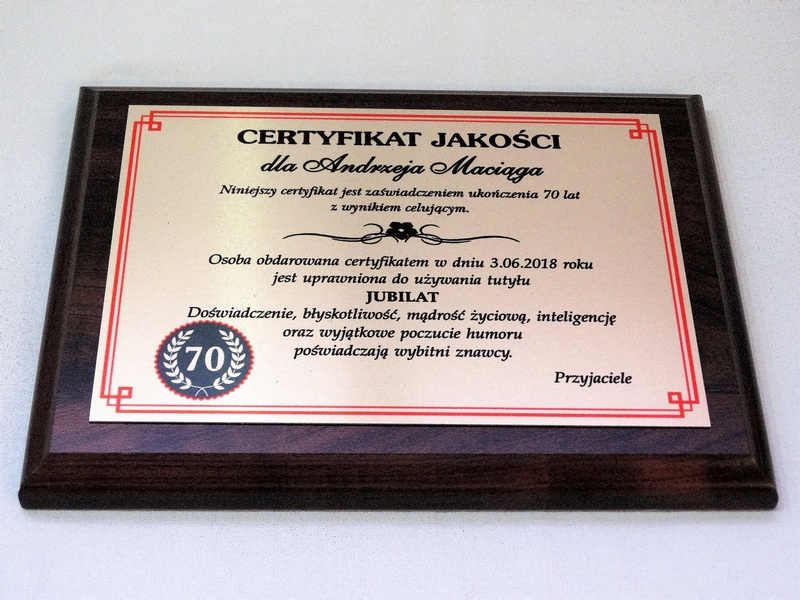 CERTYFIKAT JAKOŚCI
dla Andrzeja Maciąga
Niniejszy certyfikat jest zaświadczeniem ukończenia 70 lat
z wynikiem celującym.
Osoba obdarowana certyfikatem w dniu 3.06.2018 roku
jest uprawniona do używania tutyłu
JUBILAT
Doświadczenie, błyskotliwość, mądrość życiową, inteligencję
oraz wyjątkowe poczucie humoru
poświadczają wybitni znawcy.
70
Przyjaciele